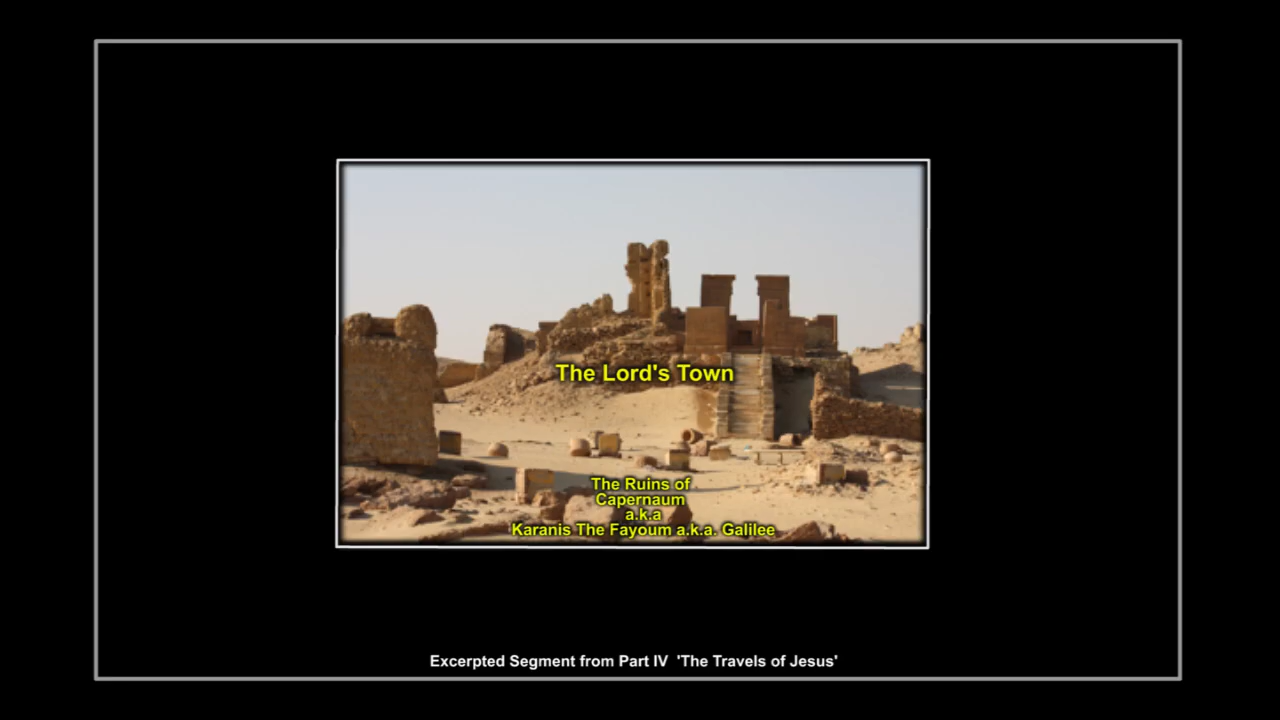 The Lord's Town
The Ruins of
Capernaum
a.k.a
Karanis The Fayoum a.k.a. Galilee
Excerpted Segment from Part IV 'The Travels of Jesus'